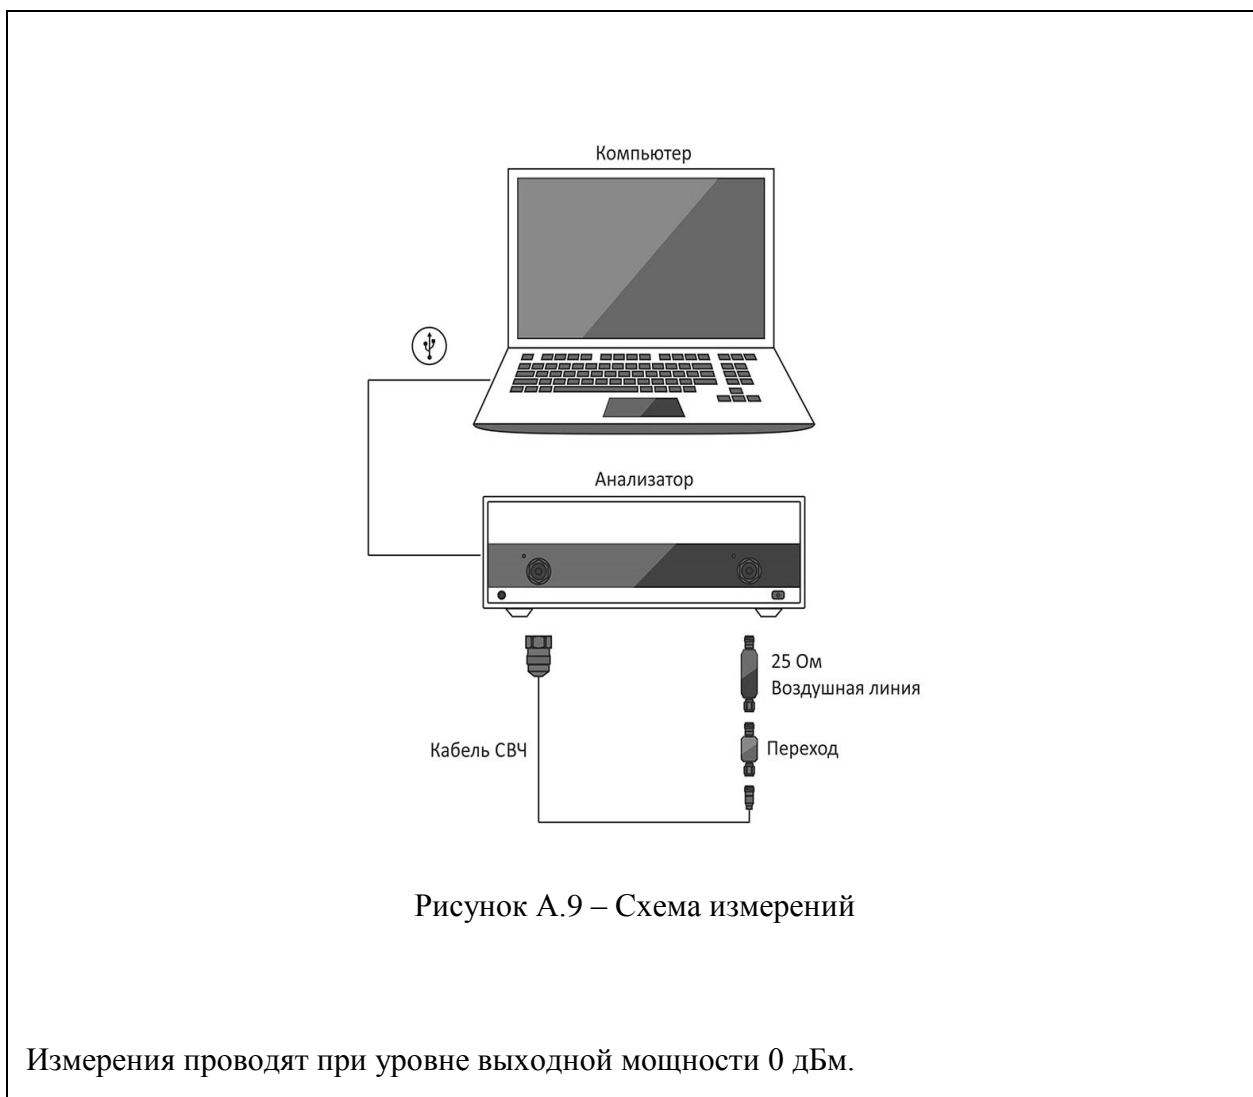 Компьютер
Анализатор
25 Ом
Воздушная линия
Кабель СВЧ
Переход
Рисунок А.9 – Схема измерений
Измерения проводят при уровне выходной мощности 0 дБм.